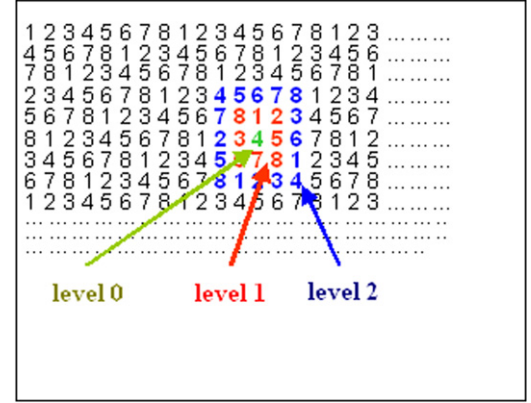 1 2 3 4 5 6 7 8 1 2 3 4 5 6 7 8 1 2 3 ………
4 5 6 7 8 1 2 3 4 5 6 7 8 1 2 3 4 5 6 ………
7 8 1 2 3 4 5 6 7 8 1 2 3 4 5 6 7 8 1 ………
2 3 4 5 6 7 8 1 2 3 4 5 6 7 8 1 2 3 4 ………
5 6 7 8 1 2 3 4 5 6 7 8 1 2 3 4 5 6 7 ………
8 1 2 3 4 5 6 7 8 1 2 3 4 5 6 7 8 1 2 ………
3 4 5 6 7 8 1 2 3 4 5 6 7 8 1 2 3 4 5 ………
6 7 8 1 2 3 4 5 6 7 8 1 2 3 4 5 6 7 8 ………
1 2 3 4 5 6 7 8 1 2 3 4 5 6 7 8 1 2 3 ………
level 0 level 1 level 2